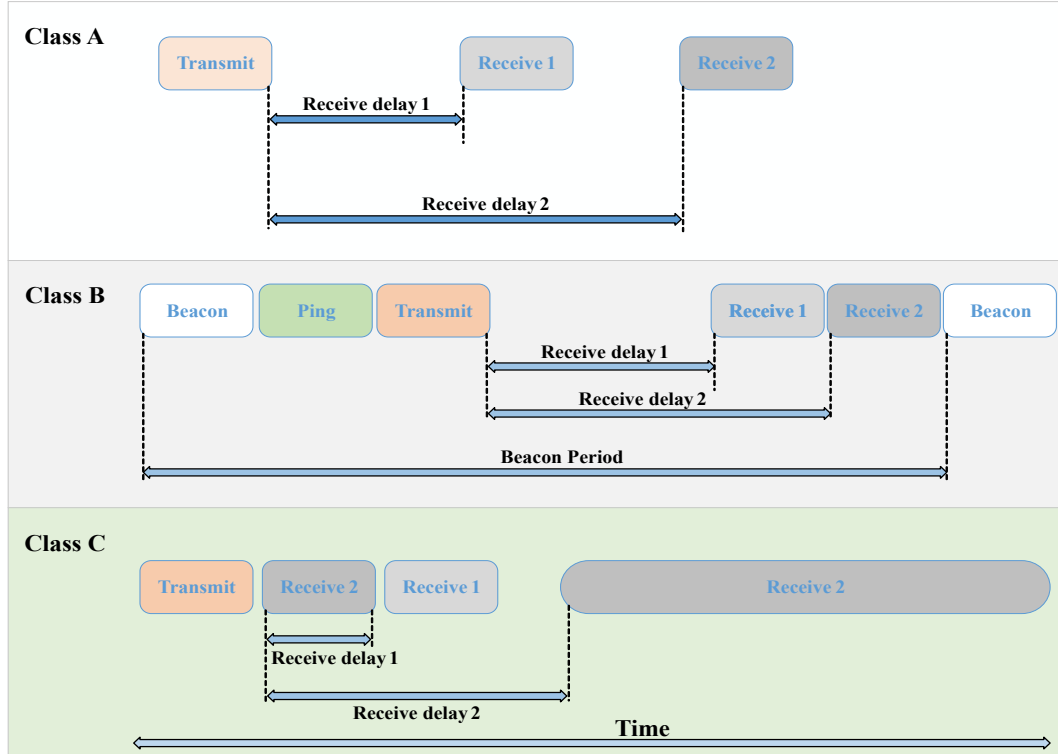 Class A
Transmit
Receive 1
Receive 2
Receive delay 1
Receive delay 2
Class B
Beacon
Ping
Transmit
Receive 1
Receive 2
Beacon
Receive delay 1
Receive delay 2
Beacon Period
Class C
Transmit
Receive 2
Receive 1
Receive 2
Receive delay 1
Receive delay 2
Time